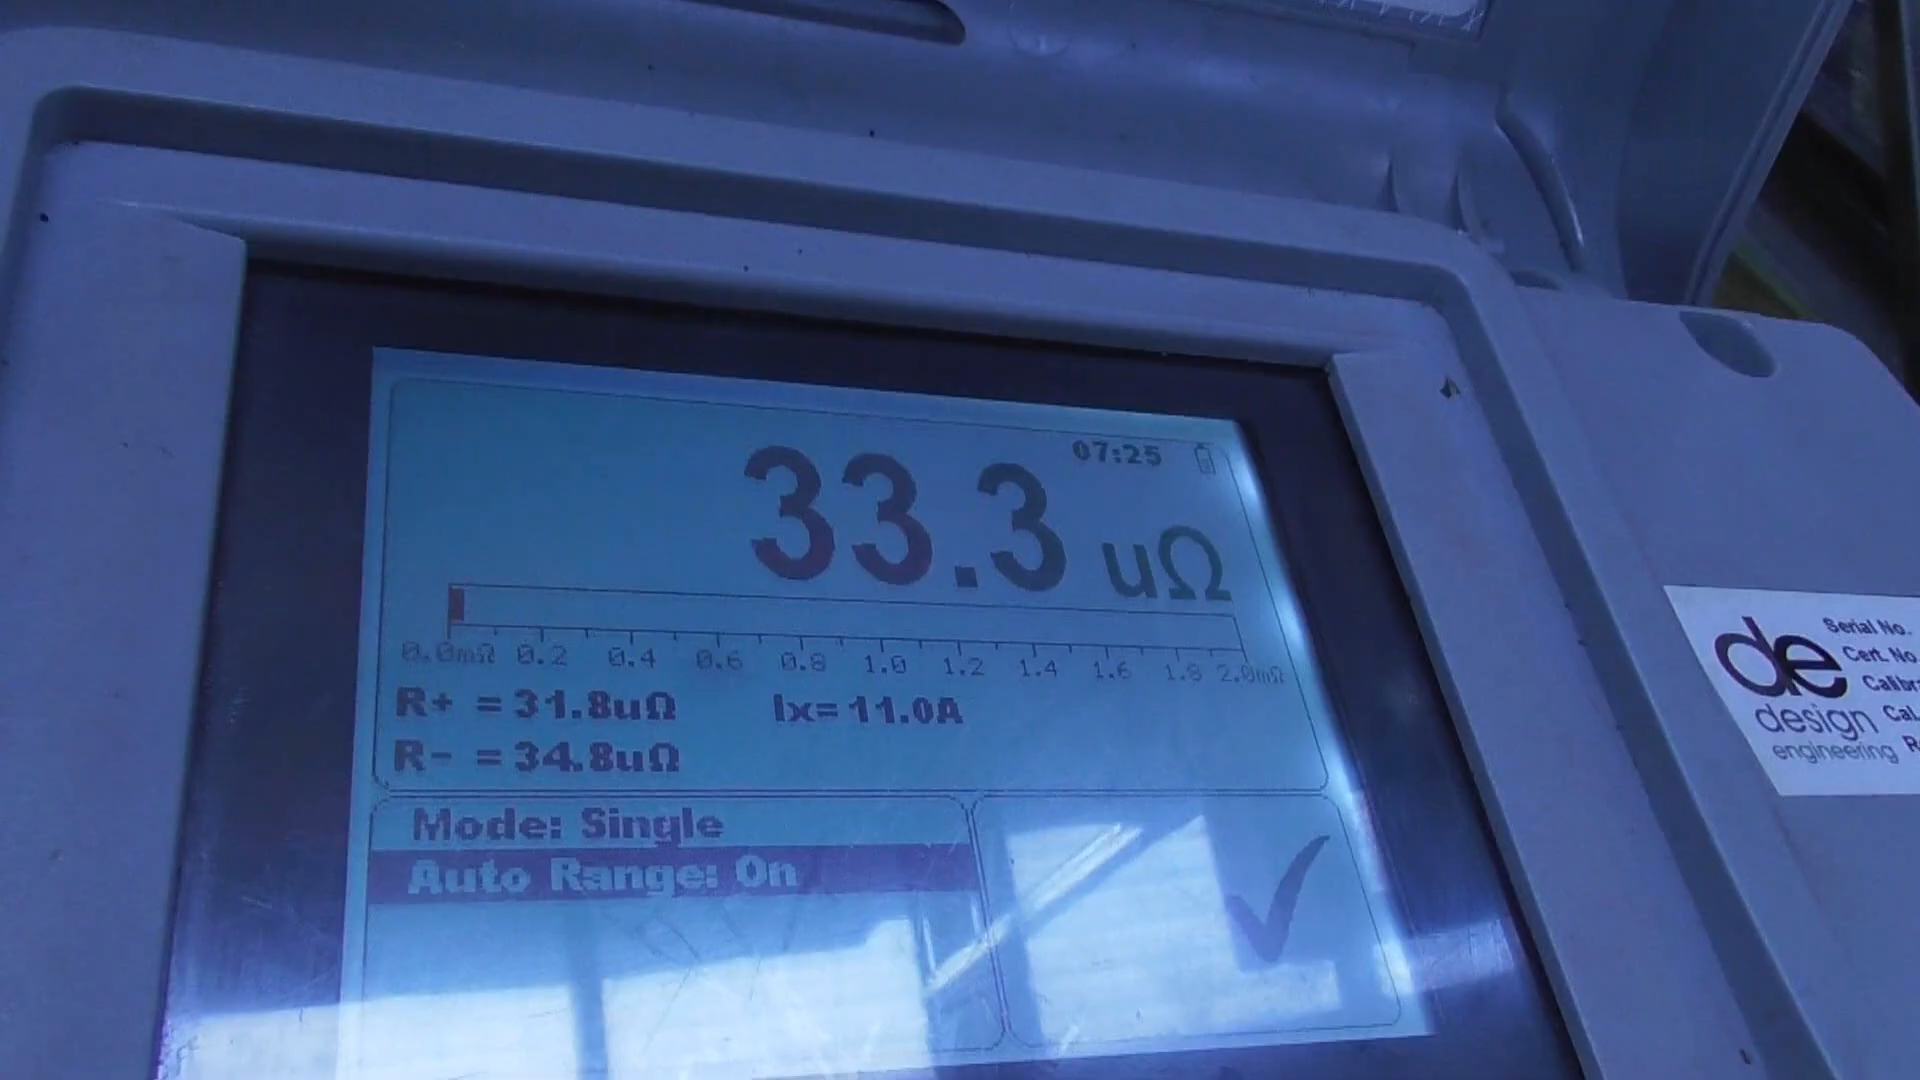 07:25
33.3 uΩ
0.0mΩ 0.2 0.4 0.6 0.8 1.0 1.2 1.4 1.6 1.8 2.0mΩ
R+ =31.8uΩ Ix=11.0A
R- =34.8uΩ
Mode: Single
Auto Range: On
de
design
engineering
Serial No.
Cert. No
Calibra
Cal.
R